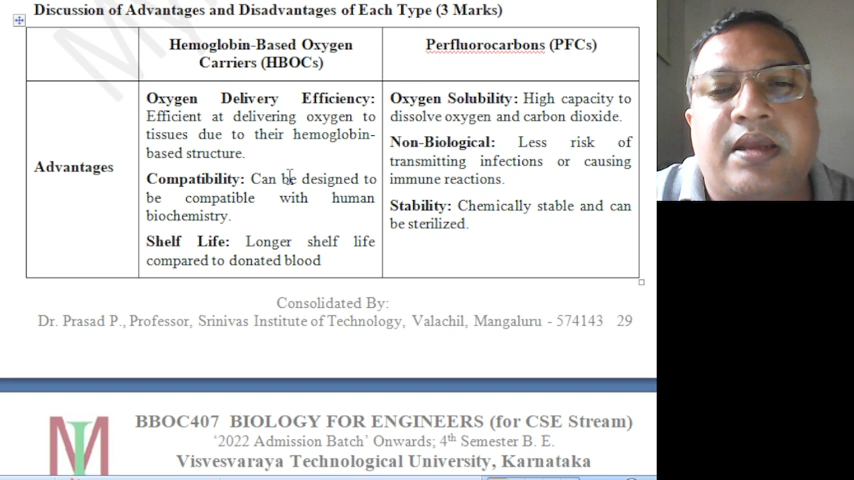 Discussion of Advantages and Disadvantages of Each Type (3 Marks)
Hemoglobin-Based Oxygen
Carriers (HBOCs)
Perfluorocarbons (PFCs)
Advantages
Oxygen Delivery Efficiency:
Efficient at delivering oxygen to
tissues due to their hemoglobin-
based structure.
Compatibility: Can be designed to
be compatible with human
biochemistry.
Shelf Life: Longer shelf life
compared to donated blood
Oxygen Solubility: High capacity to
dissolve oxygen and carbon dioxide.
Non-Biological: Less risk of
transmitting infections or causing
immune reactions.
Stability: Chemically stable and can
be sterilized.
Consolidated By:
Dr. Prasad P., Professor, Srinivas Institute of Technology, Valachil, Mangaluru - 574143 29
BBOC407 BIOLOGY FOR ENGINEERS (for CSE Stream)
'2022 Admission Batch' Onwards; 4th Semester B. E.
Visvesvaraya Technological University, Karnataka